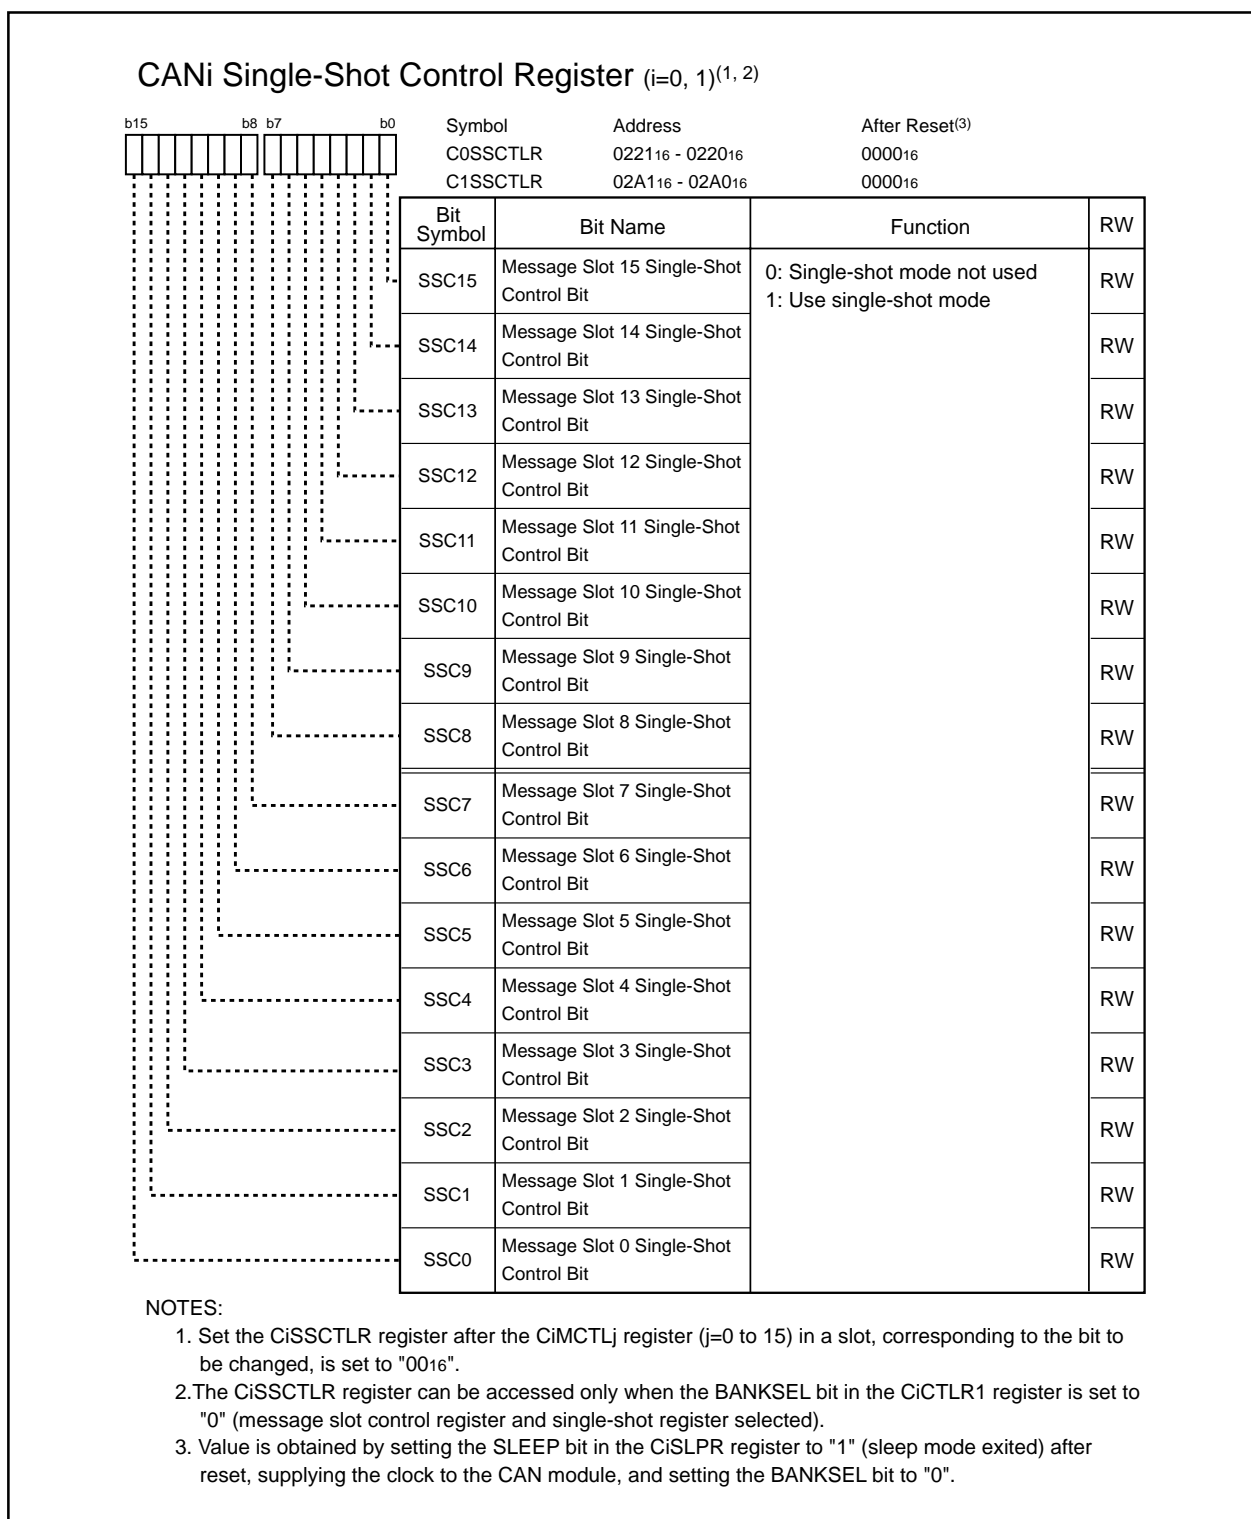 CANi Single-Shot Control Register (i=0, 1)(1, 2)
b15 b8 b7 b0
Symbol Address After Reset(3)
C0SSCTLR 022116 - 022016 000016
C1SSCTLR 02A116 - 02A016 000016
Bit Symbol Bit Name Function RW
SSC15 Message Slot 15 Single-Shot Control Bit 0: Single-shot mode not used RW
1: Use single-shot mode
SSC14 Message Slot 14 Single-Shot Control Bit RW
SSC13 Message Slot 13 Single-Shot Control Bit RW
SSC12 Message Slot 12 Single-Shot Control Bit RW
SSC11 Message Slot 11 Single-Shot Control Bit RW
SSC10 Message Slot 10 Single-Shot Control Bit RW
SSC9 Message Slot 9 Single-Shot Control Bit RW
SSC8 Message Slot 8 Single-Shot Control Bit RW
SSC7 Message Slot 7 Single-Shot Control Bit RW
SSC6 Message Slot 6 Single-Shot Control Bit RW
SSC5 Message Slot 5 Single-Shot Control Bit RW
SSC4 Message Slot 4 Single-Shot Control Bit RW
SSC3 Message Slot 3 Single-Shot Control Bit RW
SSC2 Message Slot 2 Single-Shot Control Bit RW
SSC1 Message Slot 1 Single-Shot Control Bit RW
SSC0 Message Slot 0 Single-Shot Control Bit RW
NOTES:
1. Set the CiSSCTLR register after the CiMCTLj register (j=0 to 15) in a slot, corresponding to the bit to
be changed, is set to "0016".
2.The CiSSCTLR register can be accessed only when the BANKSEL bit in the CiCTLR1 register is set to
"0" (message slot control register and single-shot register selected).
3. Value is obtained by setting the SLEEP bit in the CiSLPR register to "1" (sleep mode exited) after
reset, supplying the clock to the CAN module, and setting the BANKSEL bit to "0".